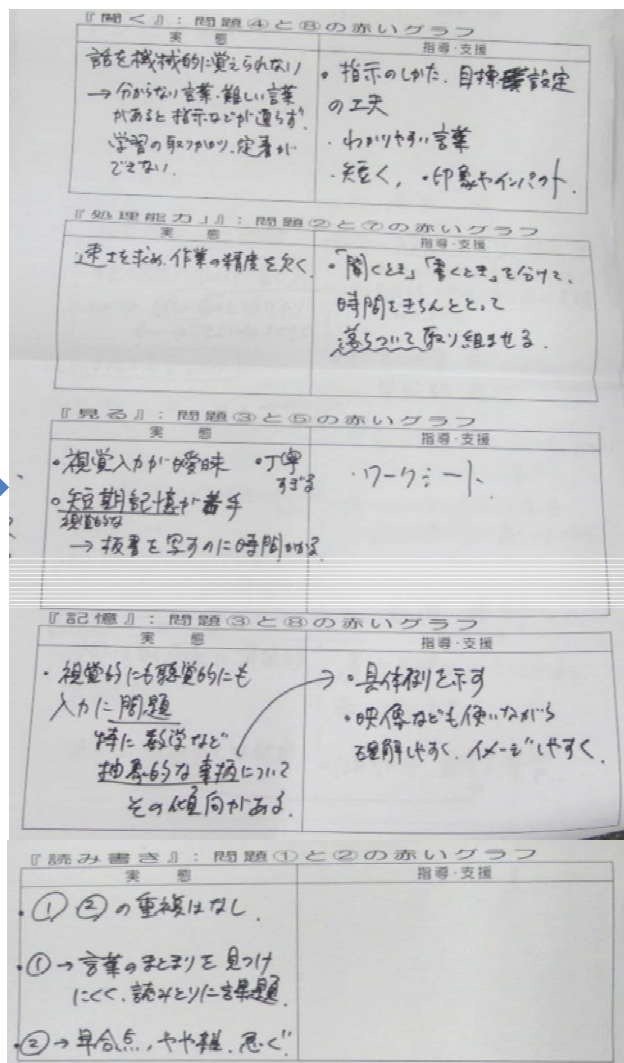 『聞く』：問題④と⑧の赤いグラフ
実態
指導・支援
話を機械的に覚えられない
→分からない言葉・難しい言葉
があると指示などが通らず
学習の取りかかり、定着が
できない。
・指示のしかた、目標設定
の工夫
・わかりやすい言葉
・短く，・印象やインパクト．
『処理能力』：問題②と⑦の赤いグラフ
実態
指導・支援
速さを求め、作業の精度を欠く
・「聞くとき」「書くとき」を分けて、
時間をきちんととって
落ちついて取り組ませる．
『見る』：問題③と⑤の赤いグラフ
実態
指導・支援
・視覚入力が曖昧 ・丁寧
すぎる
・短期記憶が苦手
視覚的な
→板書を写すのに時間がかかる
・ワークシート
『記憶』：問題③と⑧の赤いグラフ
実態
指導・支援
・視覚的にも聴覚的にも
入力に問題
特に数学など
抽象的な事柄について
その傾向がある．
→・具体例を示す
・映像なども使いながら
理解しやすく、イメージしやすく
『読み書き』：問題①と②の赤いグラフ
実態
指導・支援
・①②の重複はなし．
・①→言葉のまとまりを見つけ
にくく、読みとりに課題
・②→早合点，やや雑、急ぐ